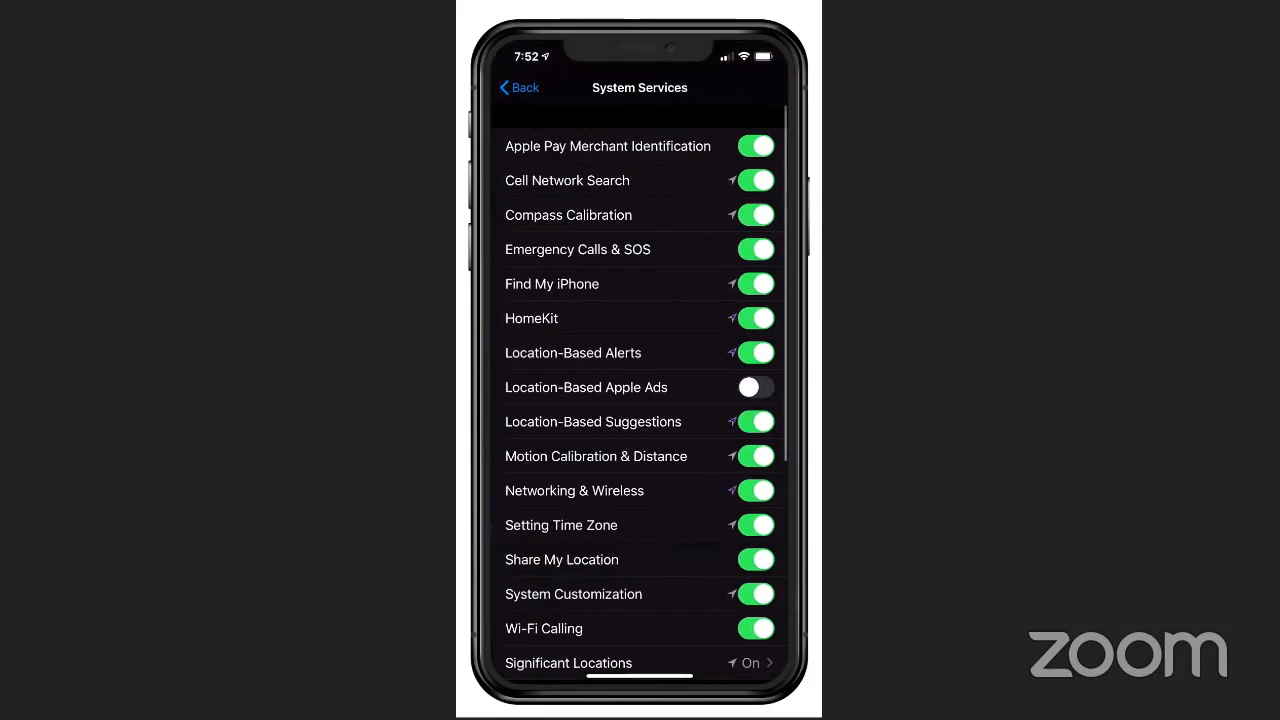 7:52
Back
System Services
Apple Pay Merchant Identification
Cell Network Search
Compass Calibration
Emergency Calls & SOS
Find My iPhone
HomeKit
Location-Based Alerts
Location-Based Apple Ads
Location-Based Suggestions
Motion Calibration & Distance
Networking & Wireless
Setting Time Zone
Share My Location
System Customization
Wi-Fi Calling
Significant Locations On
zoom